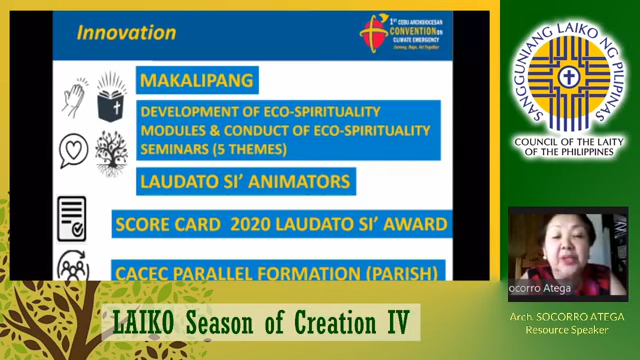 Innovation
1ST CEBU ARCHDIOCESAN
CONVENTION ON
CLIMATE EMERGENCY
MAKALIPANG
DEVELOPMENT OF ECO-SPIRITUALITY
MODULES & CONDUCT OF ECO-SPIRITUALITY
SEMINARS (5 THEMES)
LAUDATO SI' ANIMATORS
SCORE CARD 2020 LAUDATO SI' AWARD
CACEC PARALLEL FORMATION (PARISH)
SANGGUNIANG LAIKO NG PILIPINAS
COUNCIL OF THE LAITY
OF THE PHILIPPINES
ocorro Atega
Arch. SOCORRO ATEGA
Resource Speaker
LAIKO Season of Creation IV